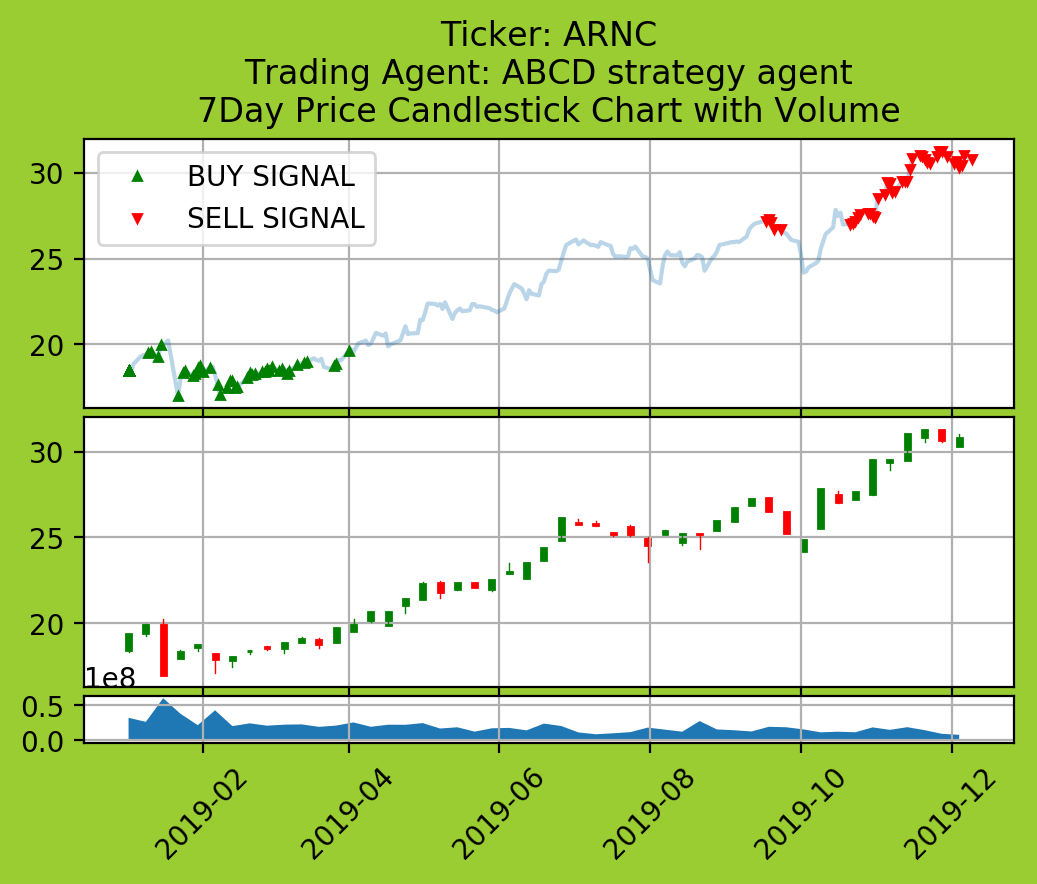 Ticker: ARNC
Trading Agent: ABCD strategy agent
7Day Price Candlestick Chart with Volume
BUY SIGNAL
SELL SIGNAL
30
25
20
30
25
20
1e8
0.5
0.0
2019-02
2019-04
2019-06
2019-08
2019-10
2019-12